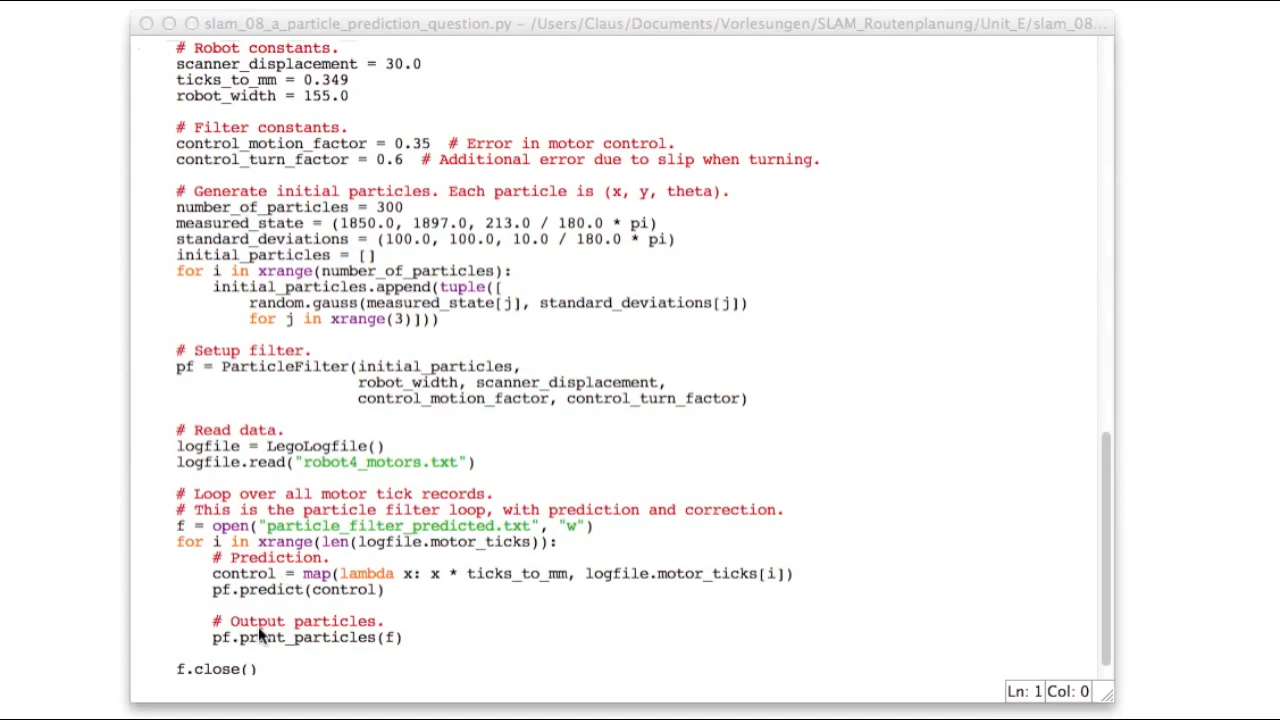 slam_08_a_particle_prediction_question.py – /Users/Claus/Documents/Vorlesungen/SLAM_Routenplanung/Unit_E/slam_08...
# Robot constants.
scanner_displacement = 30.0
ticks_to_mm = 0.349
robot_width = 155.0
# Filter constants.
control_motion_factor = 0.35  # Error in motor control.
control_turn_factor = 0.6  # Additional error due to slip when turning.
# Generate initial particles. Each particle is (x, y, theta).
number_of_particles = 300
measured_state = (1850.0, 1897.0, 213.0 / 180.0 * pi)
standard_deviations = (100.0, 100.0, 10.0 / 180.0 * pi)
initial_particles = []
for i in xrange(number_of_particles):
    initial_particles.append(tuple([
        random.gauss(measured_state[j], standard_deviations[j])
        for j in xrange(3)]))
# Setup filter.
pf = ParticleFilter(initial_particles,
                    robot_width, scanner_displacement,
                    control_motion_factor, control_turn_factor)
# Read data.
logfile = LegoLogfile()
logfile.read("robot4_motors.txt")
# Loop over all motor tick records.
# This is the particle filter loop, with prediction and correction.
f = open("particle_filter_predicted.txt", "w")
for i in xrange(len(logfile.motor_ticks)):
    # Prediction.
    control = map(lambda x: x * ticks_to_mm, logfile.motor_ticks[i])
    pf.predict(control)
    # Output particles.
    pf.print_particles(f)
f.close()
Ln: 1 Col: 0